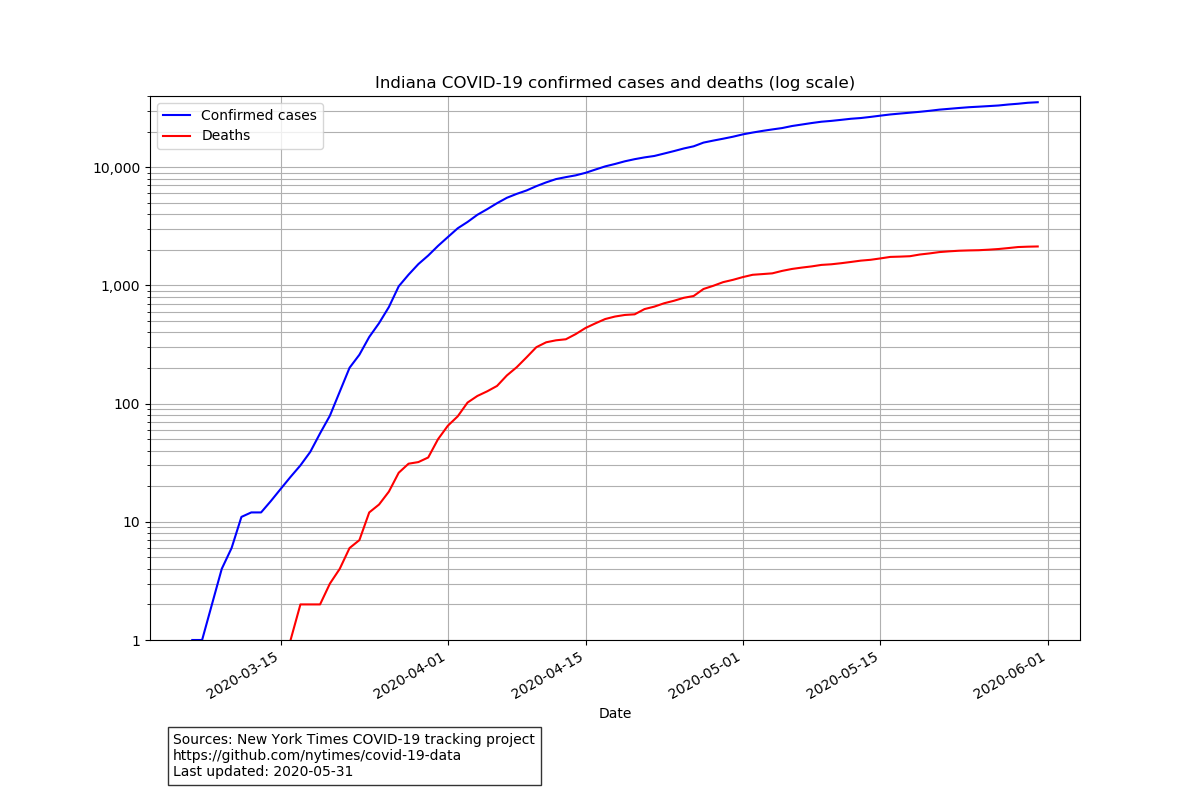 Indiana COVID-19 confirmed cases and deaths (log scale)
Confirmed cases
Deaths
10,000
1,000
100
10
1
2020-03-15
2020-04-01
2020-04-15
2020-05-01
2020-05-15
2020-06-01
Date
Sources: New York Times COVID-19 tracking project
https://github.com/nytimes/covid-19-data
Last updated: 2020-05-31